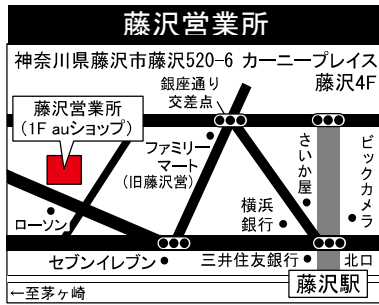 藤沢営業所
神奈川県藤沢市藤沢520-6 カーニープレイス
藤沢4F
銀座通り
交差点
藤沢営業所
(1F auショップ)
ファミリー
マート
(旧藤沢営)
さいか屋
ビックカメラ
ローソン
横浜
銀行
セブンイレブン
三井住友銀行
北口
藤沢駅
←至茅ヶ崎